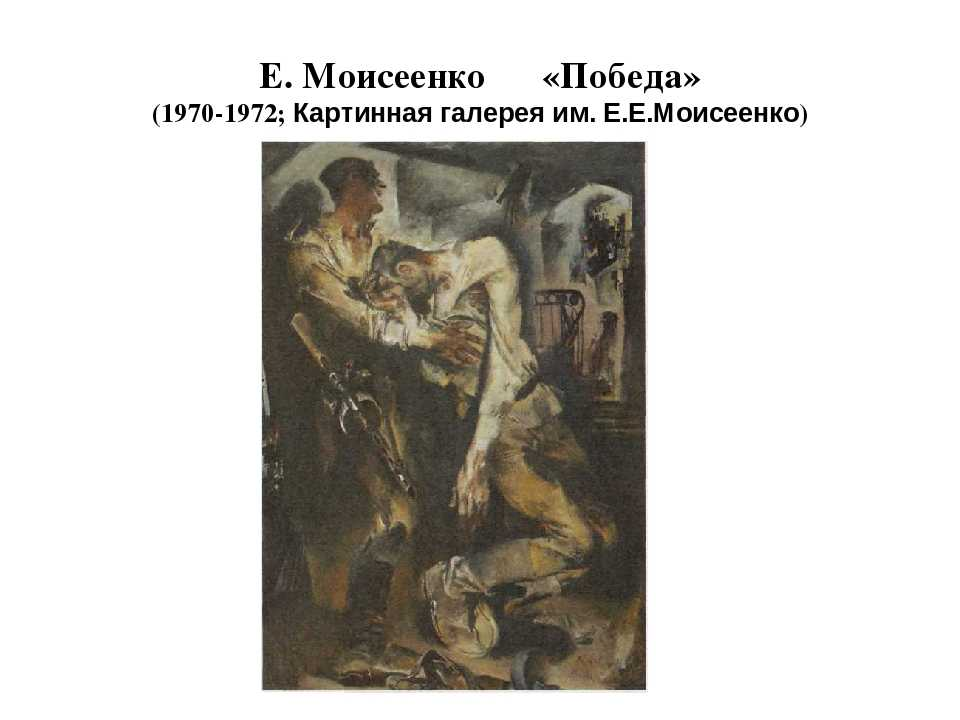 Е. Моисеенко «Победа»
(1970-1972; Картинная галерея им. Е.Е.Моисеенко)